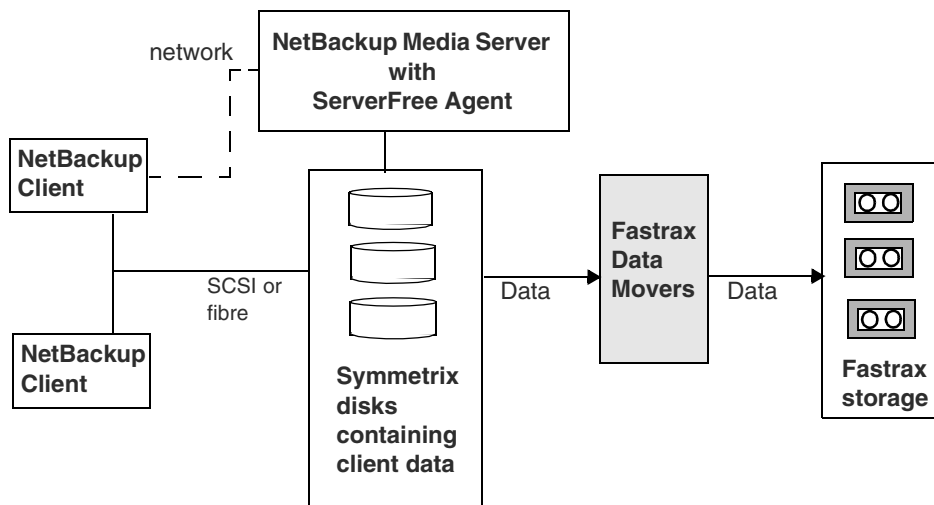 network
NetBackup Media Server
with
ServerFree Agent
NetBackup
Client
SCSI or
fibre
NetBackup
Client
Symmetrix
disks
containing
client data
Data
Fastrax
Data
Movers
Data
Fastrax
storage